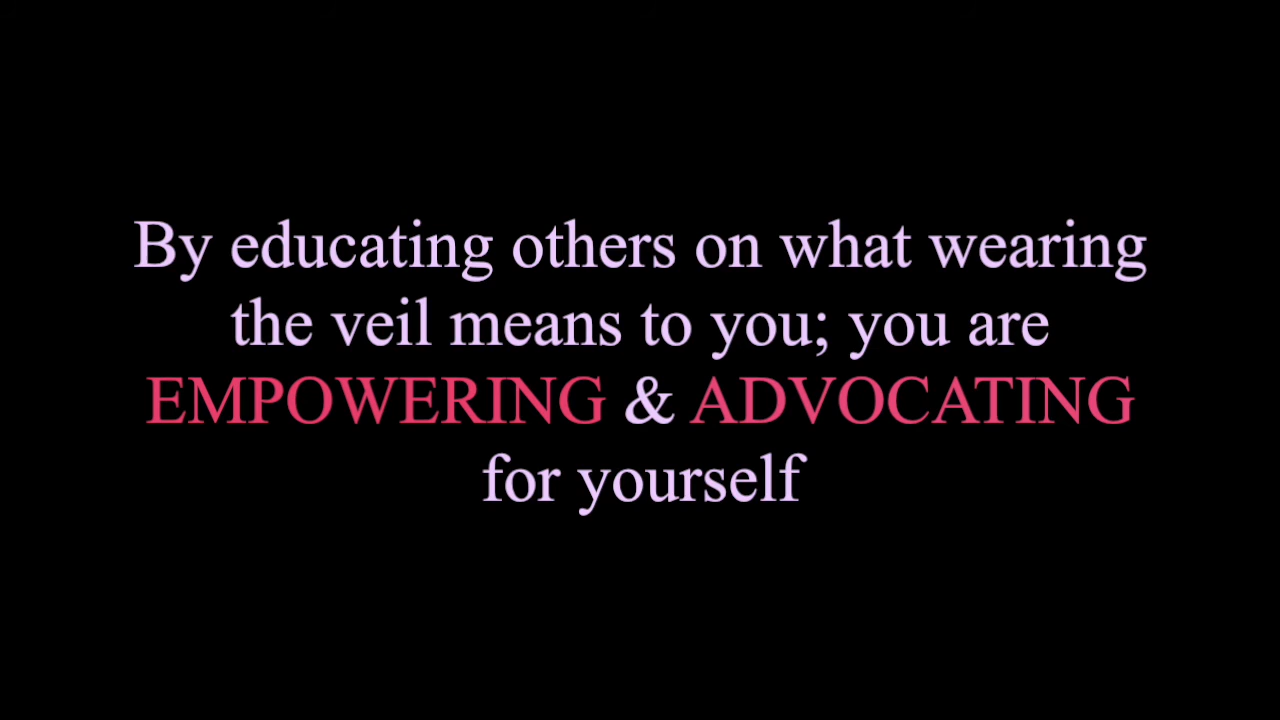 By educating others on what wearing
the veil means to you; you are
EMPOWERING & ADVOCATING
for yourself